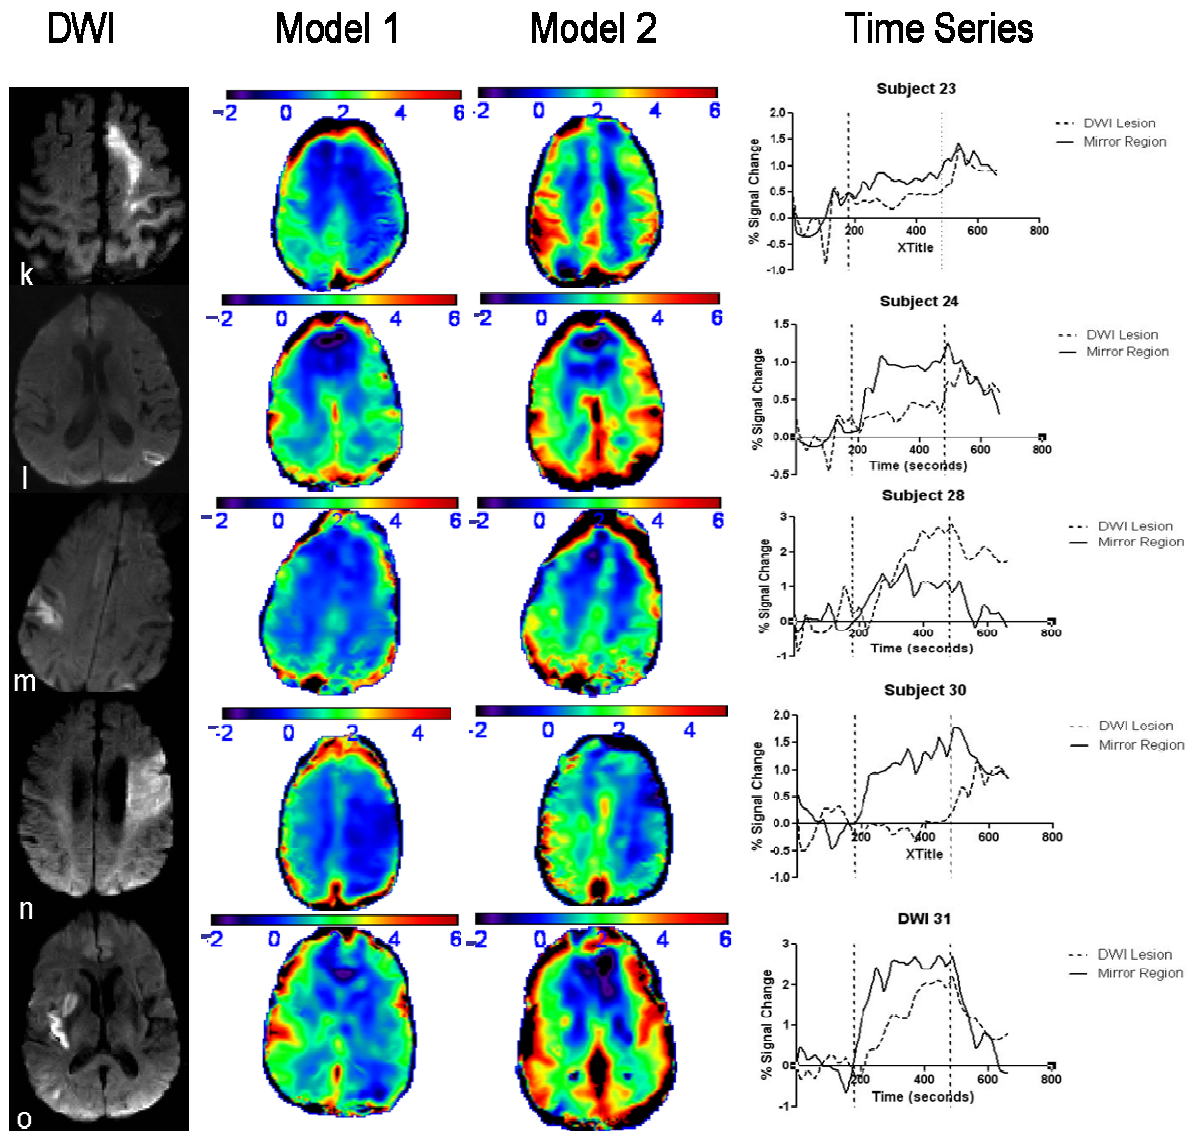 DWI Model 1 Model 2 Time Series
k
-2 0 2 4 6
-2 0 2 4 6
Subject 23
% Signal Change
2.0
1.5
1.0
0.5
0.0
-0.5
-1.0
200 400 600 800
XTitle
DWI Lesion
Mirror Region
l
-2 0 2 4 6
-2 0 2 4 6
Subject 24
% Signal Change
1.5
1.0
0.5
0.0
-0.5
200 400 600 800
Time (seconds)
DWI Lesion
Mirror Region
m
-2 0 2 4 6
-2 0 2 4 6
Subject 28
% Signal Change
3
2
1
0
-1
200 400 600 800
Time (seconds)
DWI Lesion
Mirror Region
n
-2 0 2 4
-2 0 2 4
Subject 30
% Signal Change
2.0
1.5
1.0
0.5
0.0
-0.5
-1.0
200 400 600 800
XTitle
DWI Lesion
Mirror Region
o
-2 0 2 4 6
-2 0 2 4 6
DWI 31
% Signal Change
3
2
1
0
-1
200 400 600 800
Time (seconds)
DWI Lesion
Mirror Region